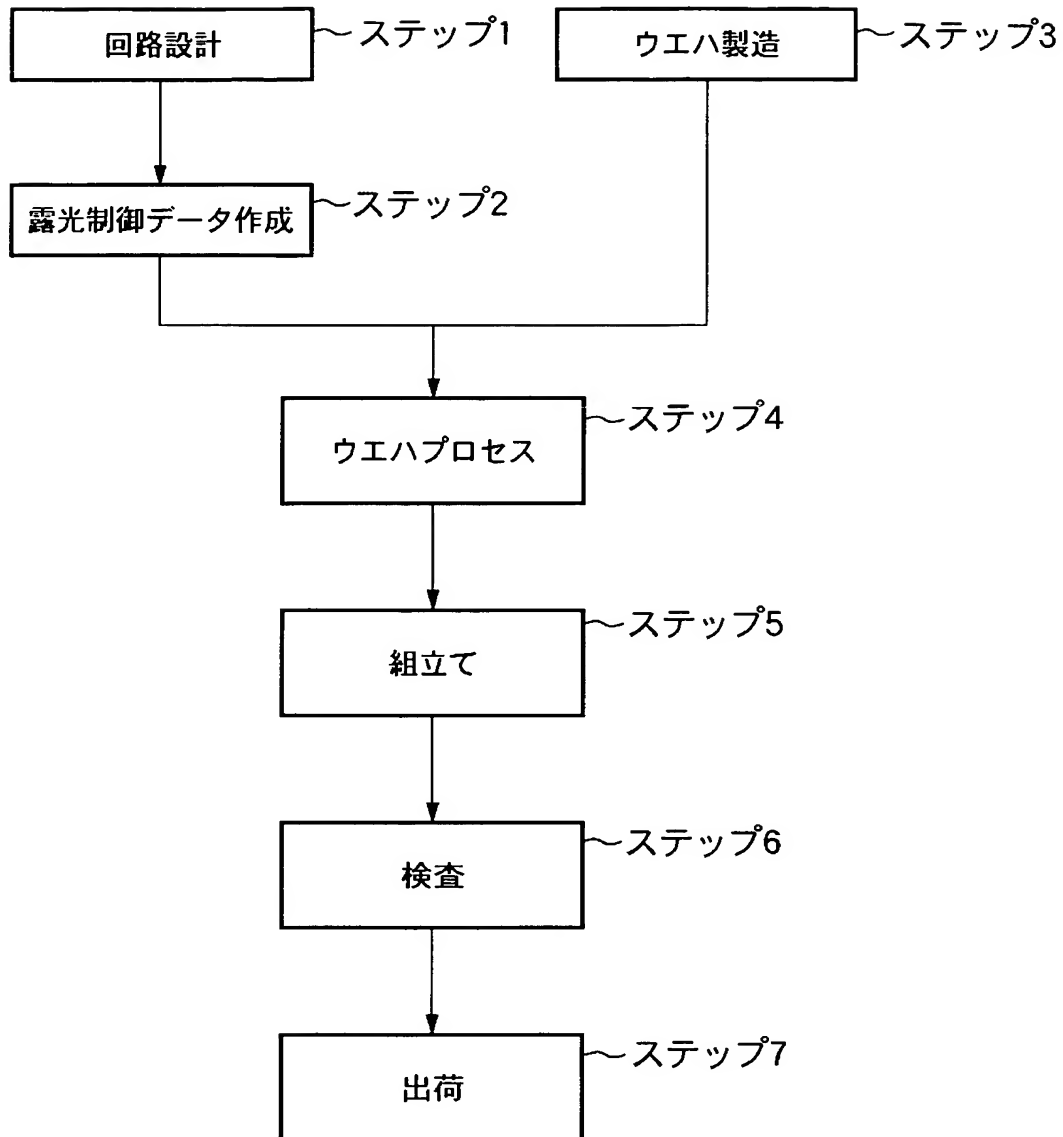 回路設計
ステップ1
ウエハ製造
ステップ3
露光制御データ作成
ステップ2
ウエハプロセス
ステップ4
組立て
ステップ5
検査
ステップ6
出荷
ステップ7